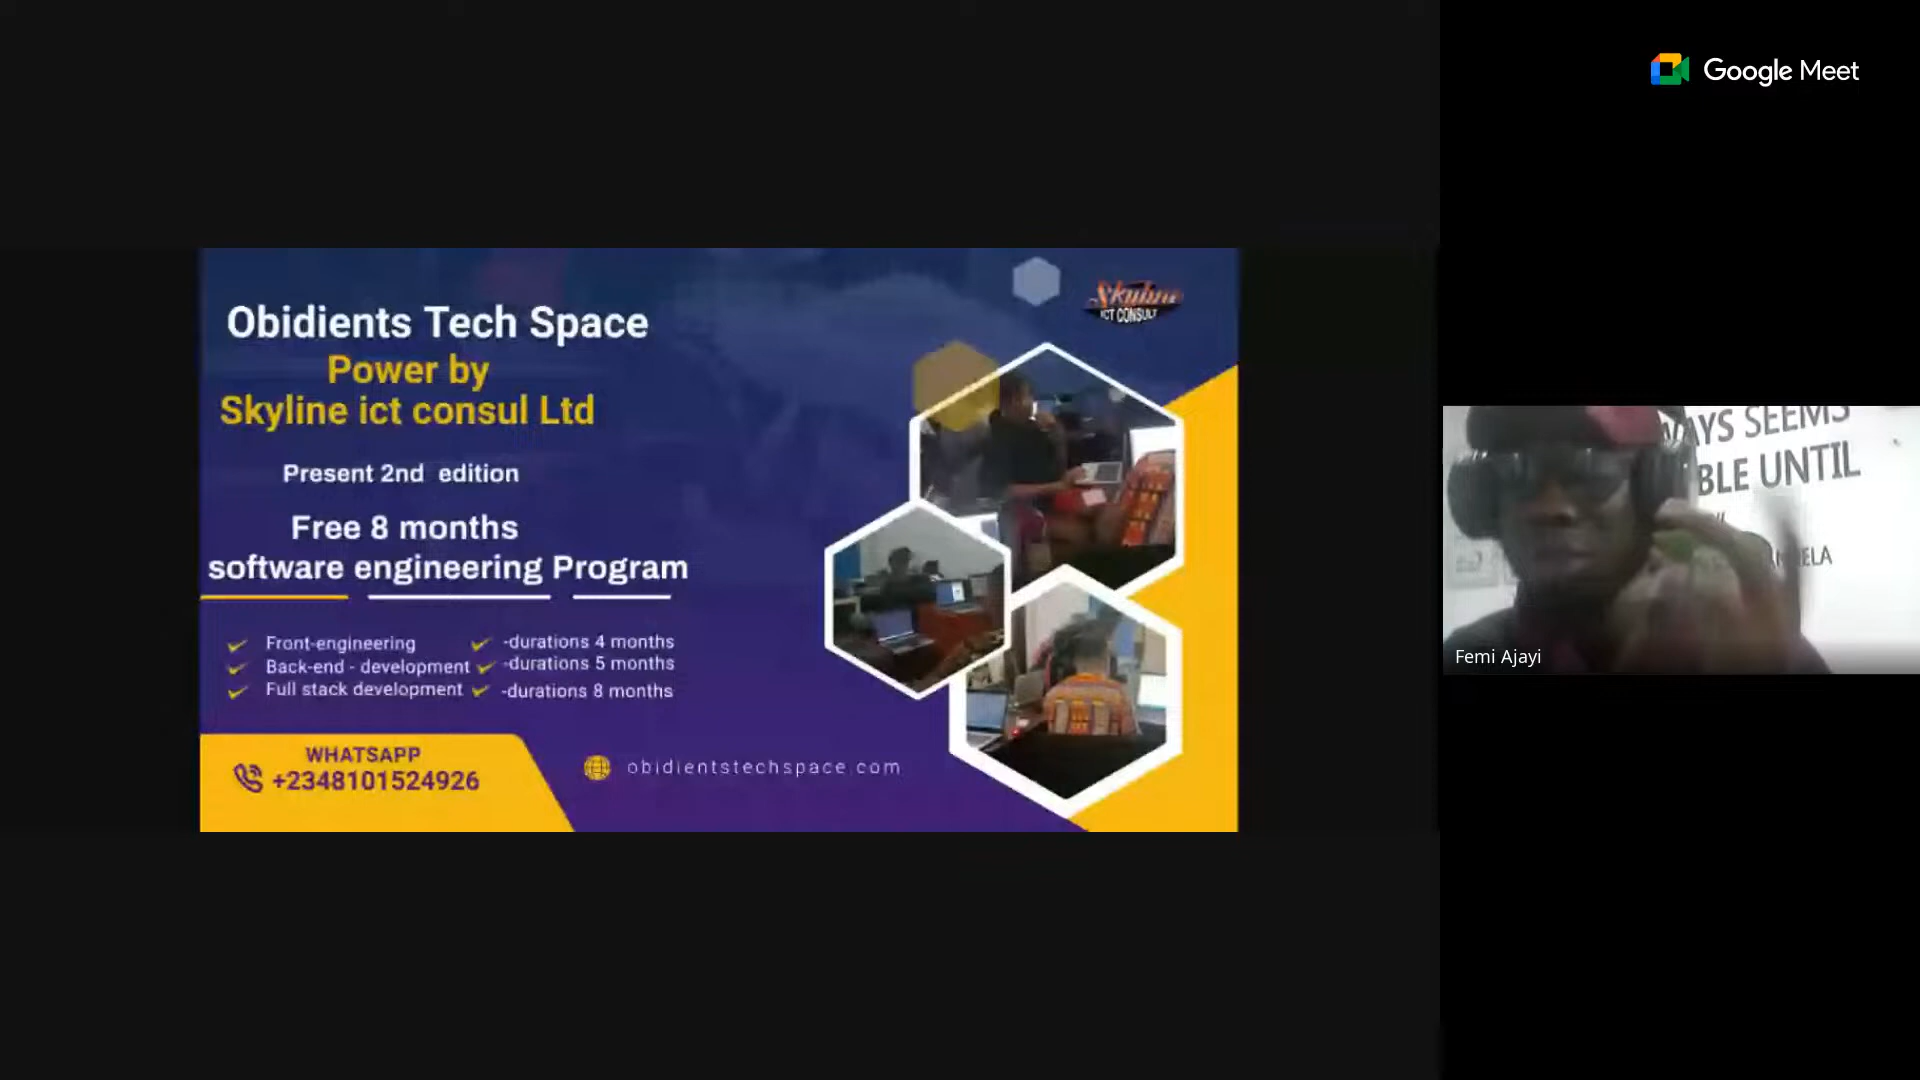 Google Meet
Obidients Tech Space
Power by
Skyline ict consul Ltd
Present 2nd edition
Free 8 months
software engineering Program
Front-engineering -durations 4 months
Back-end - development -durations 5 months
Full stack development -durations 8 months
WHATSAPP
+2348101524926
obidientstechspace.com
Skyline
ICT CONSULT
WAYS SEEMS
BLE UNTIL
Femi Ajayi